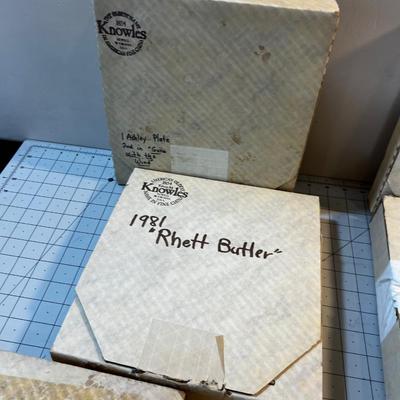 Knowles
1 Ashley Plate
2nd in "Gone
With the
Wind"
Knowles
1981
"Rhett Butler"